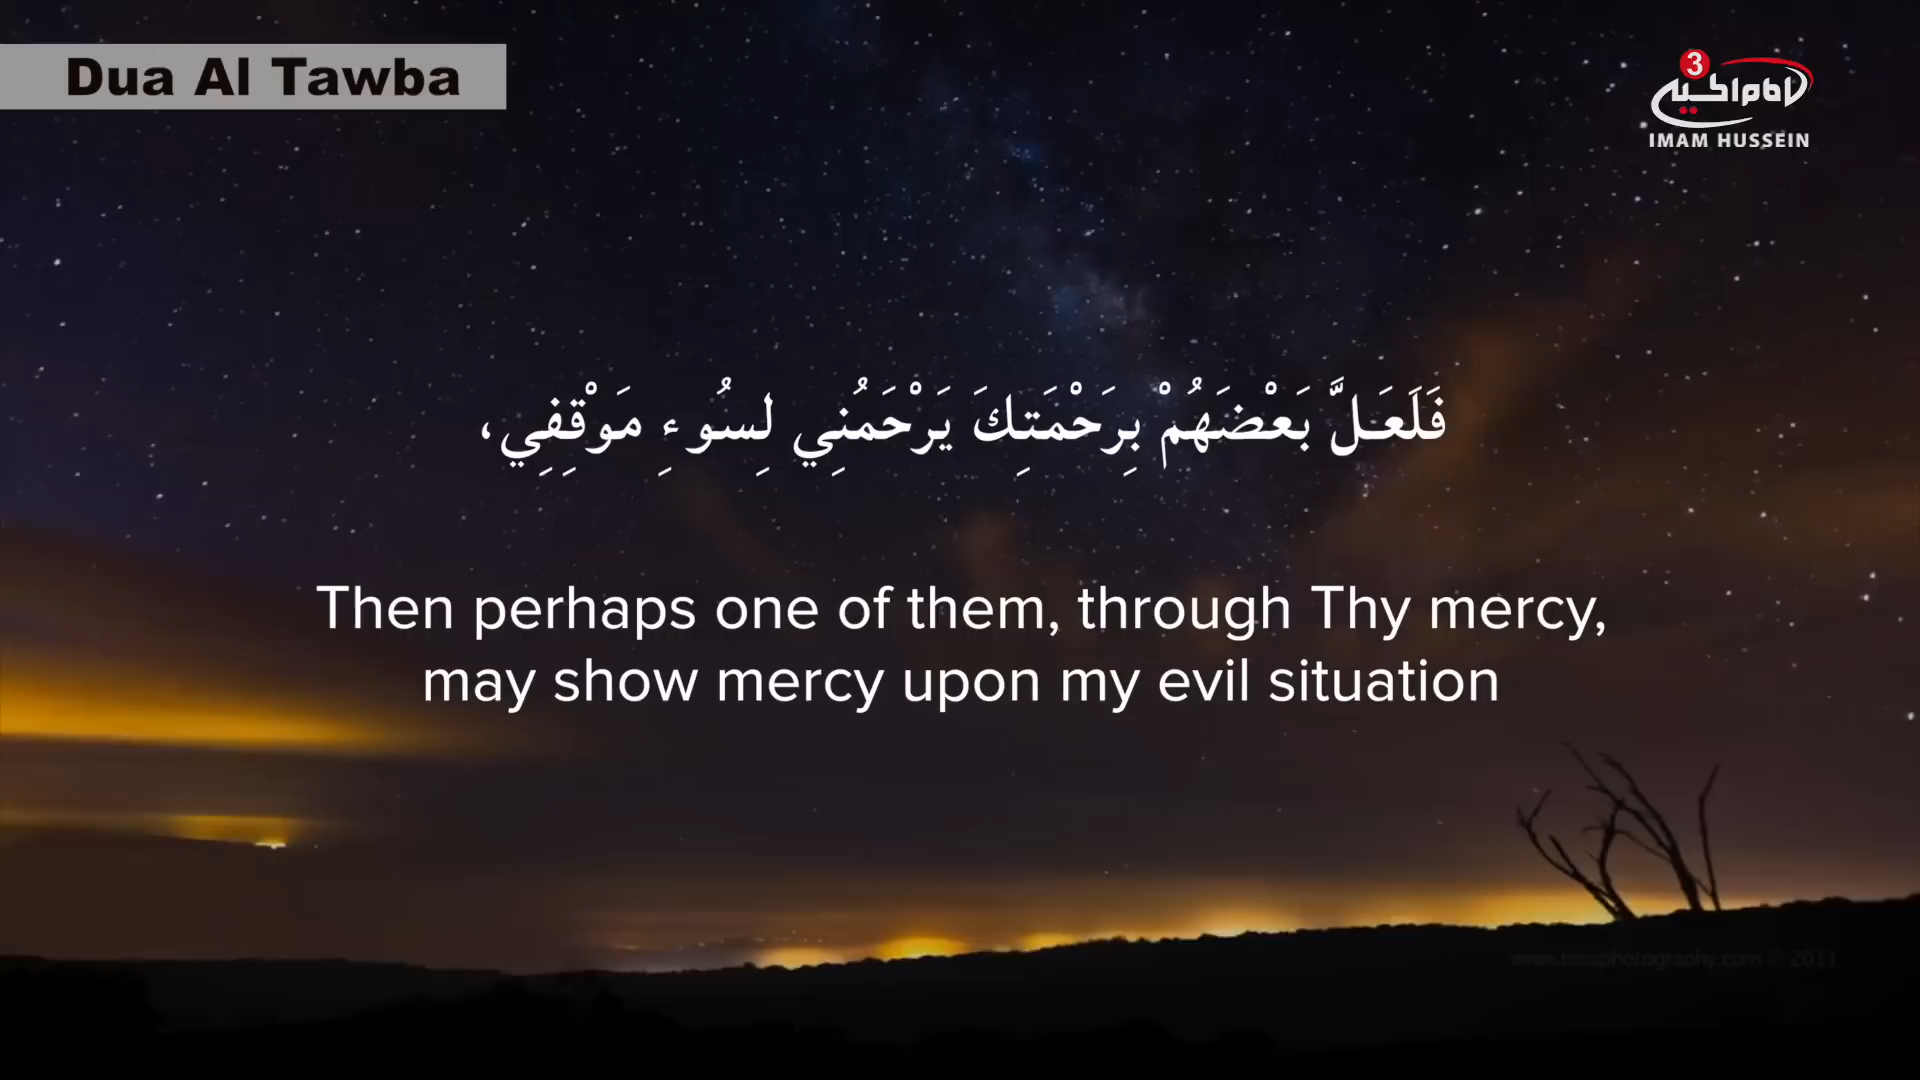 Dua Al Tawba
3
IMAM HUSSEIN
فَلَعَلَّ بَعْضَهُمْ بِرَحْمَتِكَ يَرْحَمُنِي لِسُوءِ مَوْقِفِي،
Then perhaps one of them, through Thy mercy,
may show mercy upon my evil situation